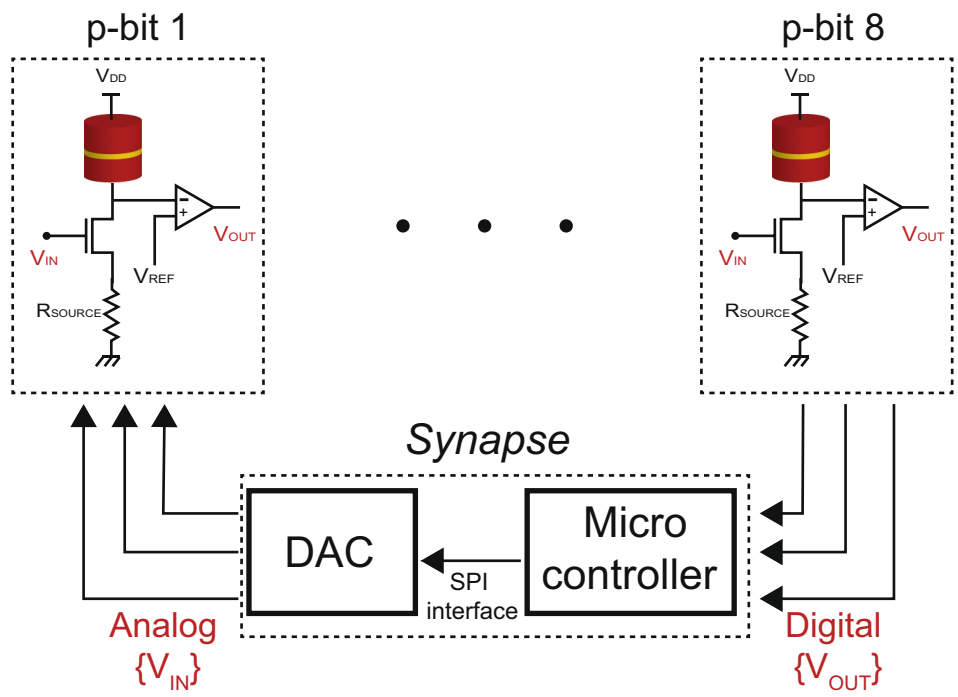 p-bit 1
VDD
VIN
VOUT
VREF
RSOURCE
p-bit 8
VDD
VIN
VOUT
VREF
RSOURCE
Synapse
DAC
SPI
interface
Micro
controller
Analog
{VIN}
Digital
{VOUT}